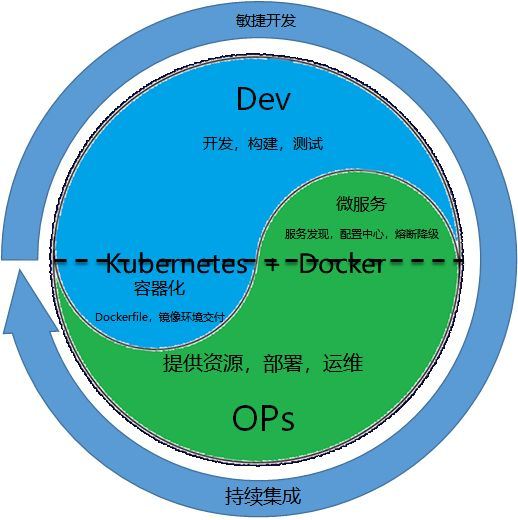 敏捷开发
Dev
开发，构建，测试
微服务
服务发现，配置中心，熔断降级
Kubernetes + Docker
容器化
Dockerfile，镜像环境交付
提供资源，部署，运维
OPs
持续集成